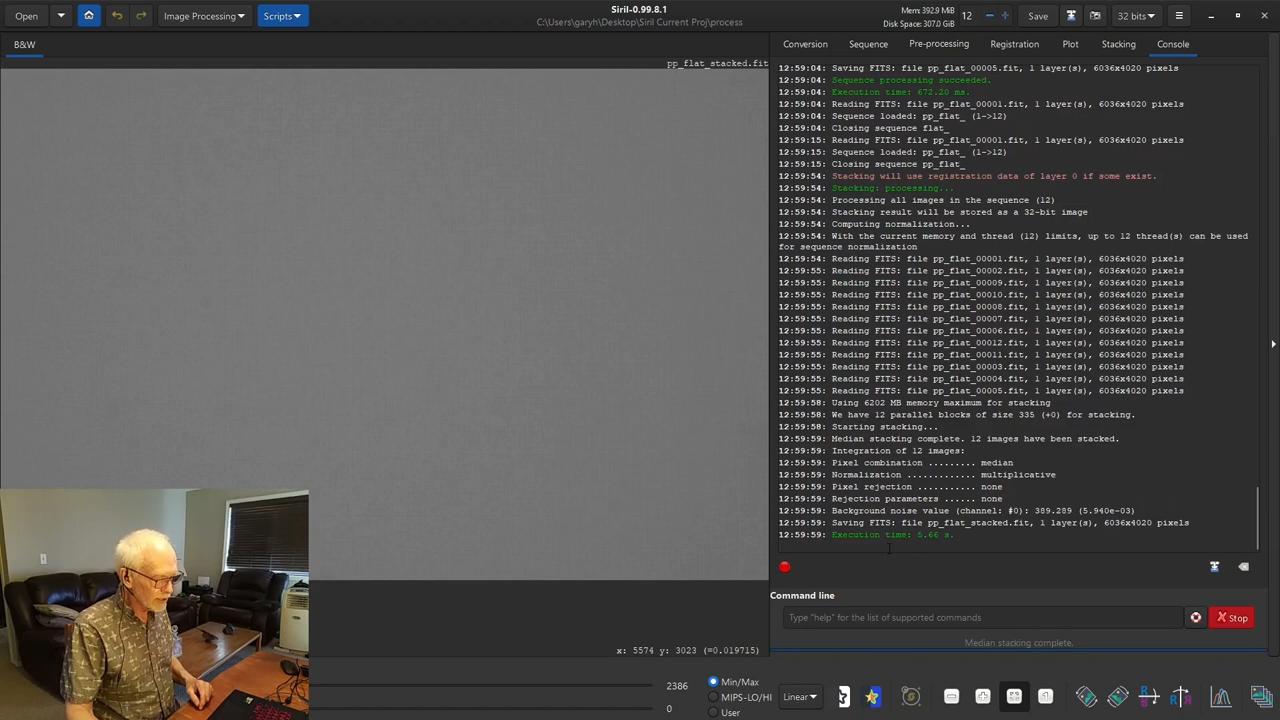 Open
Image Processing
Scripts
Siril-0.99.8.1
C:\Users\garyh\Desktop\Siril Current Proj\process
Mem: 392.9 MiB
Disk Space: 307.0 GiB
12
Save
32 bits
B&W
pp_flat_stacked.fit
Conversion
Sequence
Pre-processing
Registration
Plot
Stacking
Console
12:59:04: Saving FITS: file pp_flat_00005.fit, 1 layer(s), 6036x4020 pixels
12:59:04: Sequence processing succeeded.
12:59:04: Execution time: 672.20 ms.
12:59:04: Reading FITS: file pp_flat_00001.fit, 1 layer(s), 6036x4020 pixels
12:59:04: Sequence loaded: pp_flat_ (1->12)
12:59:04: Closing sequence flat_
12:59:15: Reading FITS: file pp_flat_00001.fit, 1 layer(s), 6036x4020 pixels
12:59:15: Sequence loaded: pp_flat_ (1->12)
12:59:15: Closing sequence pp_flat_
12:59:54: Stacking will use registration data of layer 0 if some exist.
12:59:54: Stacking: processing...
12:59:54: Processing all images in the sequence (12)
12:59:54: Stacking result will be stored as a 32-bit image
12:59:54: Computing normalization...
12:59:54: With the current memory and thread (12) limits, up to 12 thread(s) can be used
for sequence normalization
12:59:54: Reading FITS: file pp_flat_00001.fit, 1 layer(s), 6036x4020 pixels
12:59:55: Reading FITS: file pp_flat_00002.fit, 1 layer(s), 6036x4020 pixels
12:59:55: Reading FITS: file pp_flat_00009.fit, 1 layer(s), 6036x4020 pixels
12:59:55: Reading FITS: file pp_flat_00010.fit, 1 layer(s), 6036x4020 pixels
12:59:55: Reading FITS: file pp_flat_00008.fit, 1 layer(s), 6036x4020 pixels
12:59:55: Reading FITS: file pp_flat_00007.fit, 1 layer(s), 6036x4020 pixels
12:59:55: Reading FITS: file pp_flat_00006.fit, 1 layer(s), 6036x4020 pixels
12:59:55: Reading FITS: file pp_flat_00012.fit, 1 layer(s), 6036x4020 pixels
12:59:55: Reading FITS: file pp_flat_00011.fit, 1 layer(s), 6036x4020 pixels
12:59:55: Reading FITS: file pp_flat_00003.fit, 1 layer(s), 6036x4020 pixels
12:59:55: Reading FITS: file pp_flat_00004.fit, 1 layer(s), 6036x4020 pixels
12:59:55: Reading FITS: file pp_flat_00005.fit, 1 layer(s), 6036x4020 pixels
12:59:58: Using 6202 MB memory maximum for stacking
12:59:58: We have 12 parallel blocks of size 335 (+0) for stacking.
12:59:58: Starting stacking...
12:59:59: Median stacking complete. 12 images have been stacked.
12:59:59: Integration of 12 images:
12:59:59: Pixel combination ......... median
12:59:59: Normalization ............. multiplicative
12:59:59: Pixel rejection ........... none
12:59:59: Rejection parameters ...... none
12:59:59: Background noise value (channel: #0): 389.289 (5.940e-03)
12:59:59: Saving FITS: file pp_flat_stacked.fit, 1 layer(s), 6036x4020 pixels
12:59:59: Execution time: 5.66 s.
Command line
Type "help" for the list of supported commands
Stop
Median stacking complete.
x: 5574 y: 3023 (=0.019715)
2386
0
Min/Max
MIPS-LO/HI
User
Linear